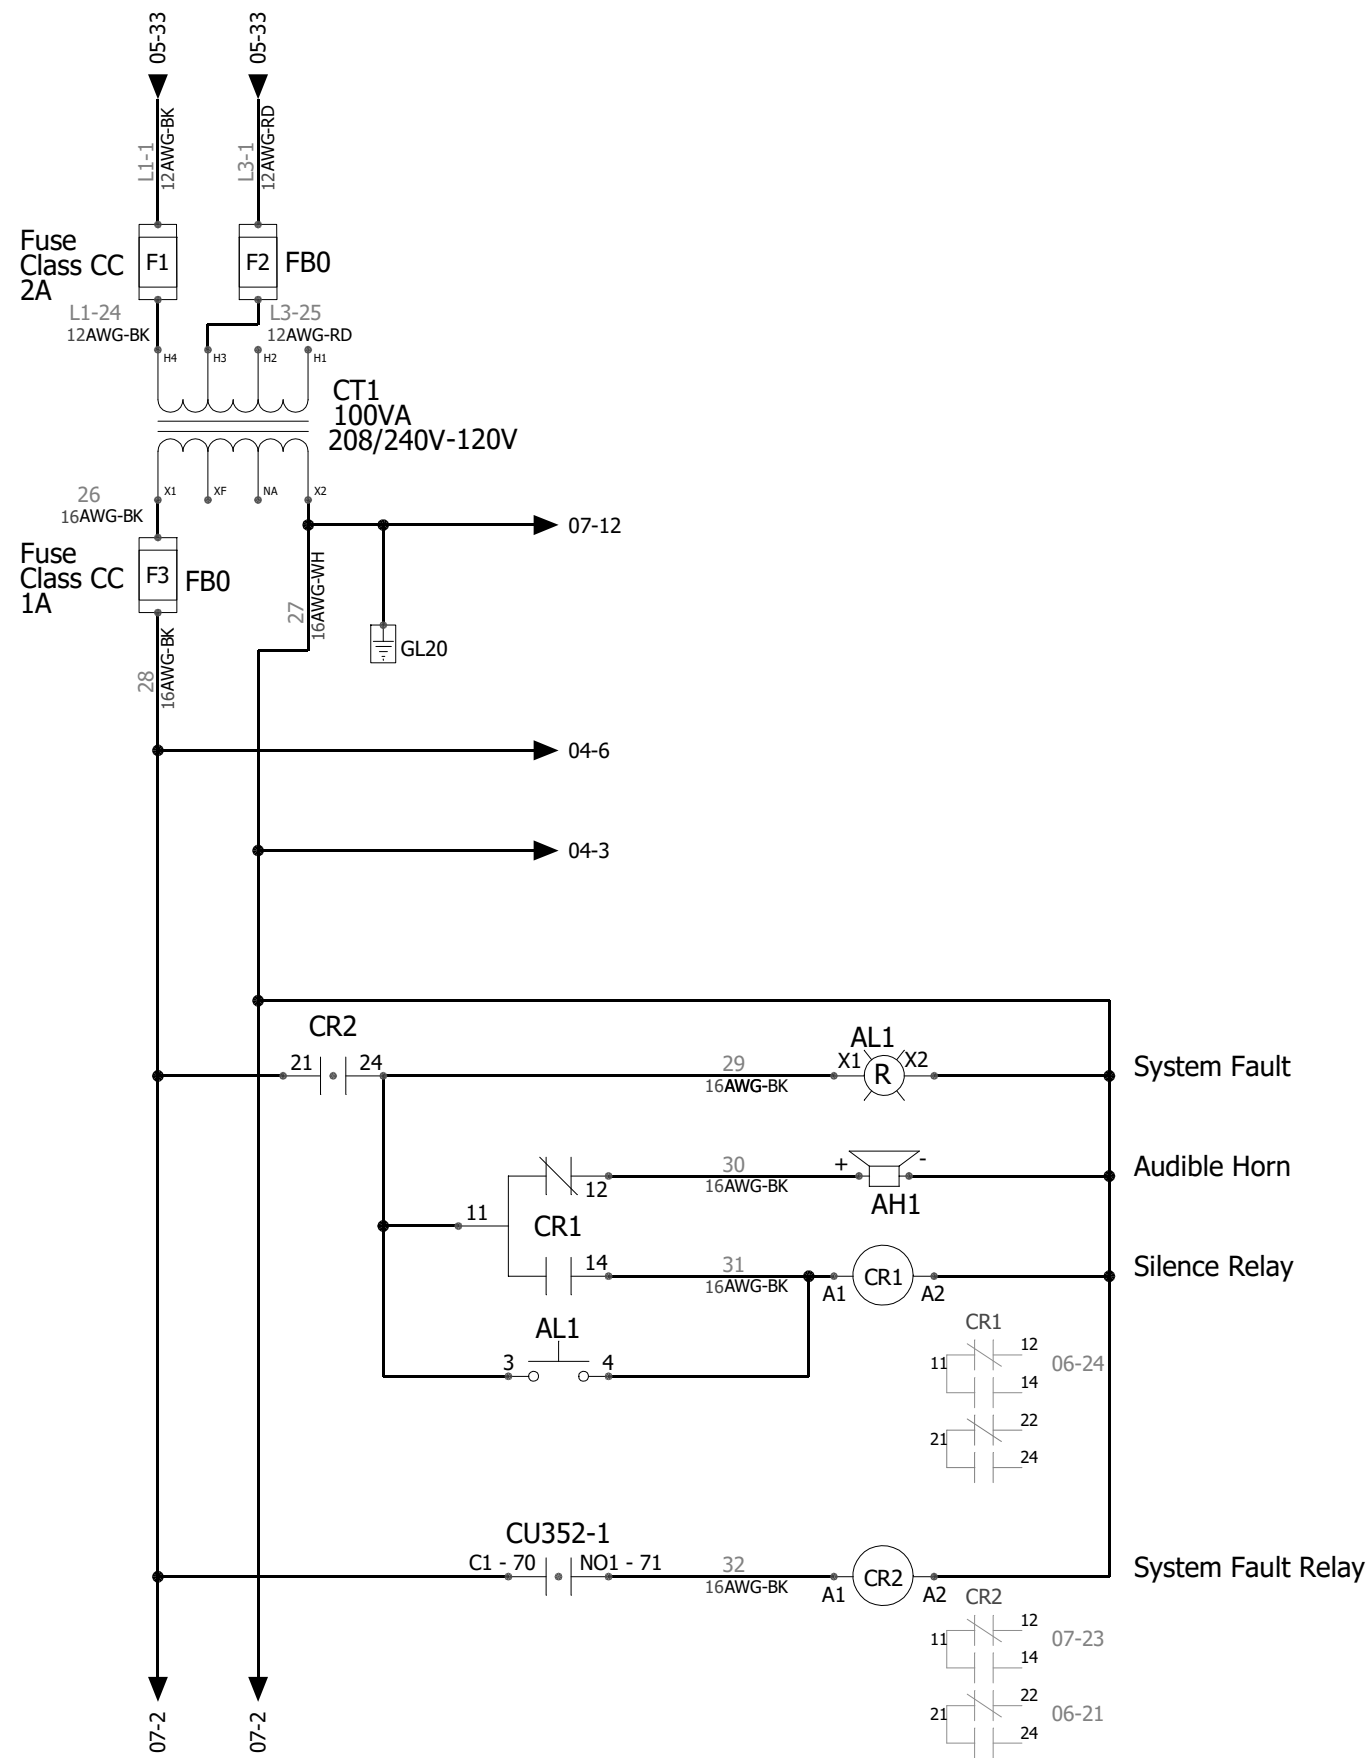 05-33
05-33
L1-1
12AWG-BK
L3-1
12AWG-RD
Fuse
Class CC
2A
F1
F2
FB0
L1-24
12AWG-BK
L3-25
12AWG-RD
H4
H3
H2
H1
CT1
100VA
208/240V-120V
X1
XF
NA
X2
26
16AWG-BK
07-12
Fuse
Class CC
1A
F3
FB0
27
16AWG-WH
GL20
28
16AWG-BK
04-6
04-3
CR2
21
24
29
16AWG-BK
AL1
X1
R
X2
System Fault
12
30
16AWG-BK
+
-
AH1
Audible Horn
11
CR1
14
31
16AWG-BK
A1
CR1
A2
Silence Relay
AL1
3
4
CR1
11
12
14
06-24
21
22
24
CU352-1
C1 - 70
NO1 - 71
32
16AWG-BK
A1
CR2
A2
System Fault Relay
CR2
11
12
14
07-23
21
22
24
06-21
07-2
07-2